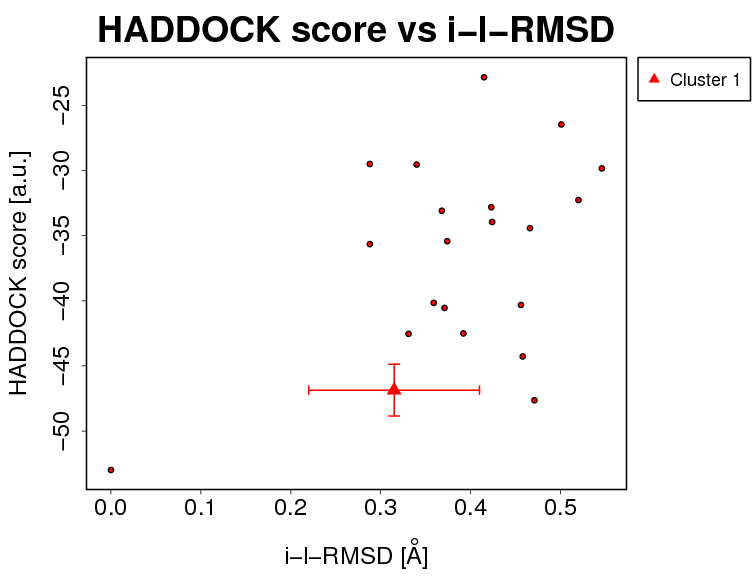 HADDOCK score vs i−l−RMSD
Cluster 1
HADDOCK score [a.u.]
−25
−30
−35
−40
−45
−50
0.0 0.1 0.2 0.3 0.4 0.5
i−l−RMSD [Å]